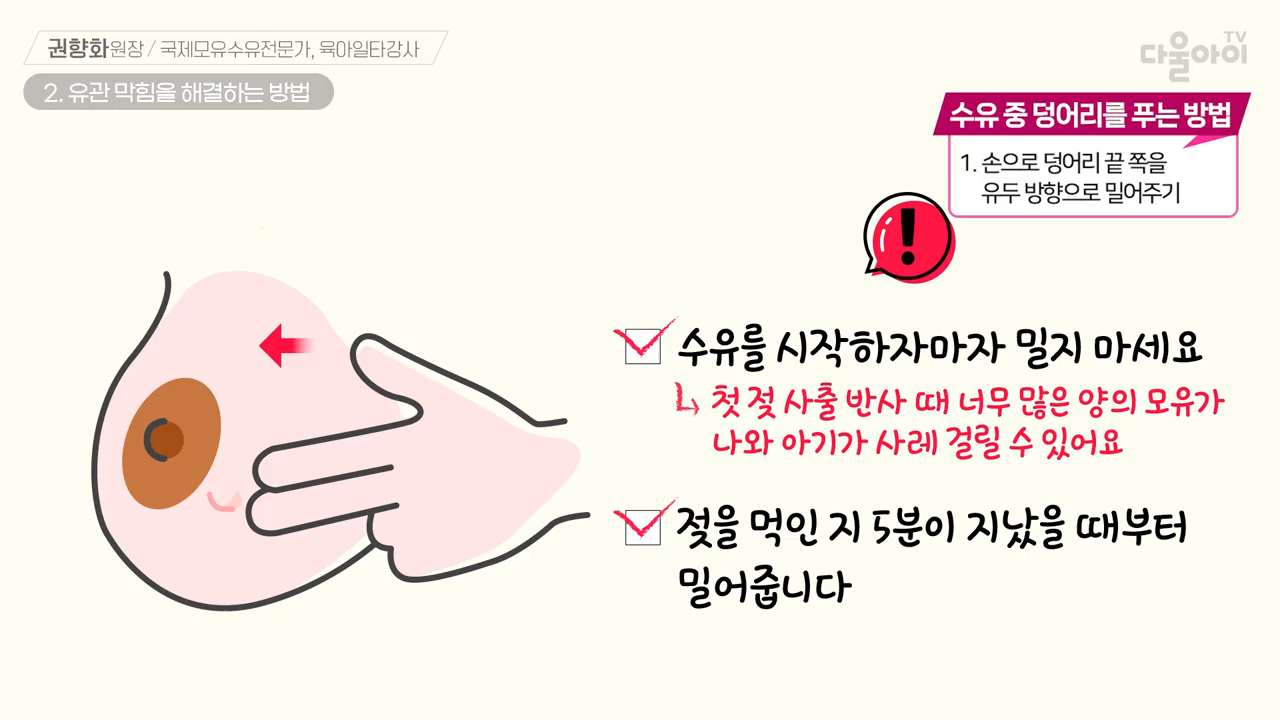 권향화원장 / 국제모유수유전문가, 육아일타강사
다울아이 TV
2. 유관 막힘을 해결하는 방법
수유 중 덩어리를 푸는 방법
1. 손으로 덩어리 끝 쪽을
유두 방향으로 밀어주기
수유를 시작하자마자 밀지 마세요
첫 젖 사출 반사 때 너무 많은 양의 모유가
나와 아기가 사레 걸릴 수 있어요
젖을 먹인 지 5분이 지났을 때부터
밀어줍니다